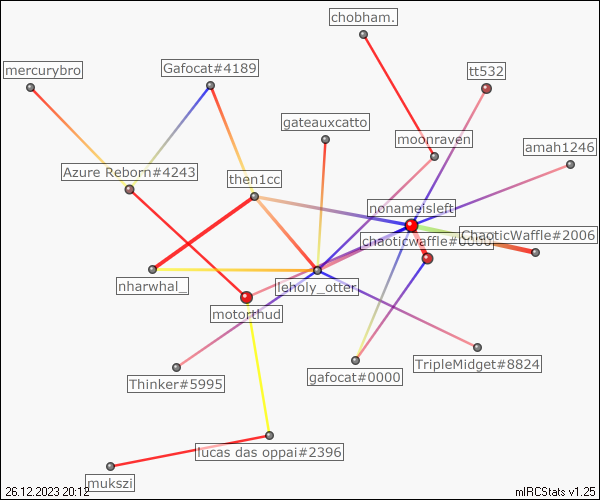 chobham.
mercurybro
Gafocat#4189
tt532
gateauxcatto
moonraven
amah1246
Azure Reborn#4243
then1cc
nonameisleft
chaoticwaffle#0000
ChaoticWaffle#2006
nharwhal_
leholy_otter
motorthud
Thinker#5995
gafocat#0000
TripleMidget#8824
lucas das oppai#2396
mukszi
26.12.2023 20:12
mIRCStats v1.25